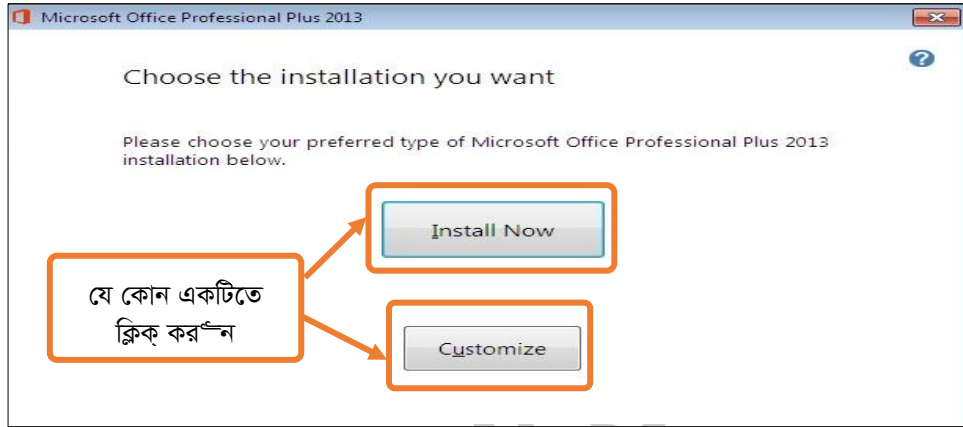 Microsoft Office Professional Plus 2013
Choose the installation you want
Please choose your preferred type of Microsoft Office Professional Plus 2013
installation below.
Install Now
যে কোন একটিতে
ক্লিক্ করুন
Customize